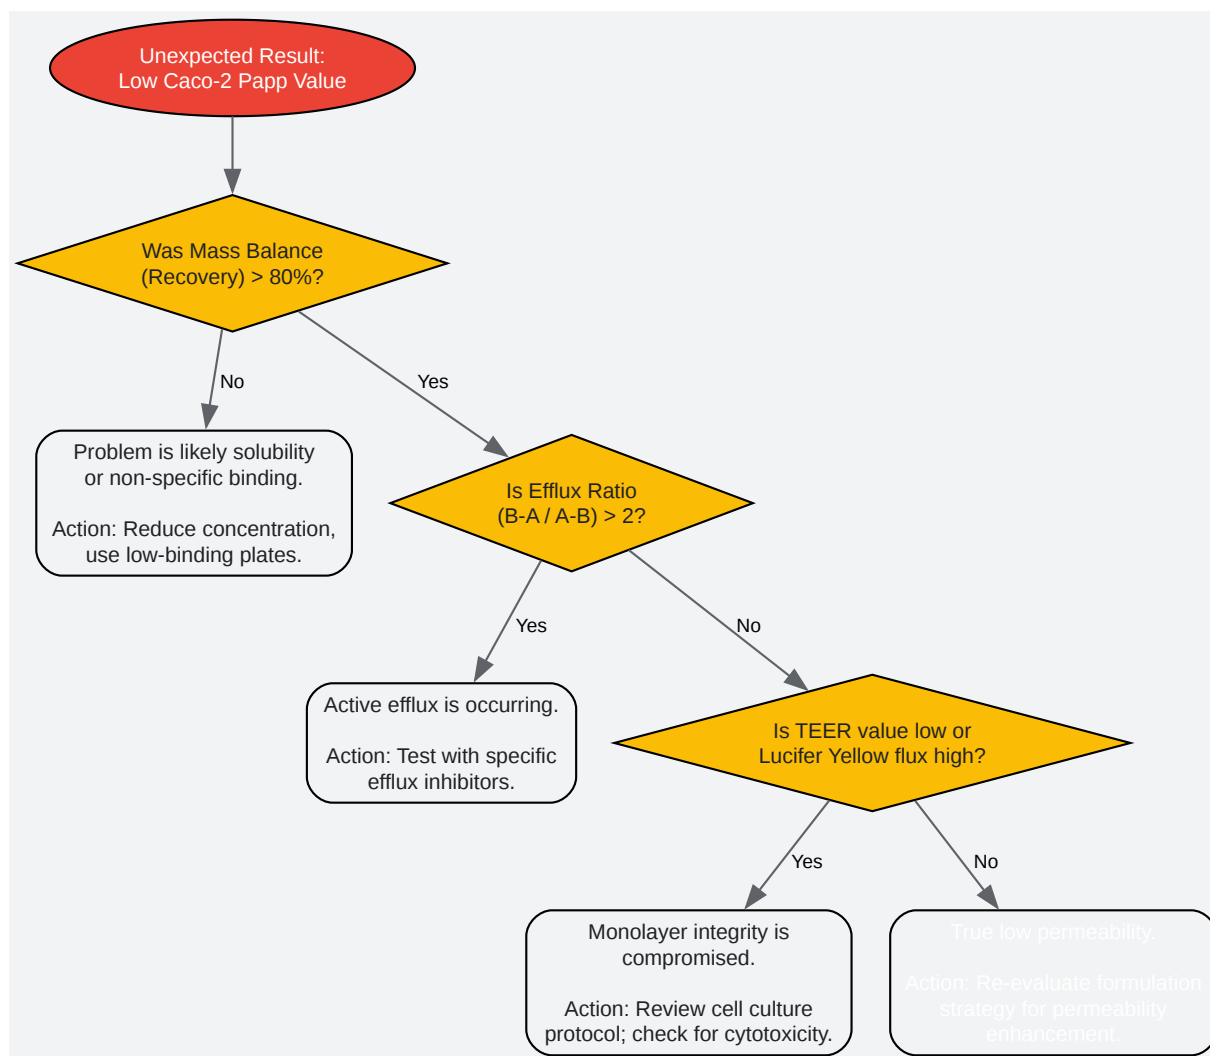 Unexpected Result:
Low Caco-2 Papp Value
Was Mass Balance
(Recovery) > 80%?
No
Yes
Problem is likely solubility
or non-specific binding.
Action: Reduce concentration,
use low-binding plates.
Is Efflux Ratio
(B-A / A-B) > 2?
Yes
No
Active efflux is occurring.
Action: Test with specific
efflux inhibitors.
Is TEER value low or
Lucifer Yellow flux high?
Yes
No
Monolayer integrity is
compromised.
Action: Review cell culture
protocol; check for cytotoxicity.
True low permeability.
Action: Re-evaluate formulation
strategy for permeability
enhancement.